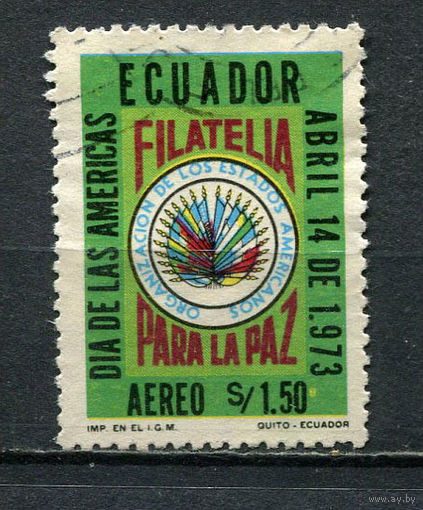 ECUADOR
DIA DE LAS AMERICAS
ABRIL 14 DE 1.973
FILATELIA
ORGANIZACION DE LOS ESTADOS AMERICANOS
PARA LA PAZ
AEREO S/1.50
IMP. EN EL I.G.M. QUITO - ECUADOR
www.ay.by